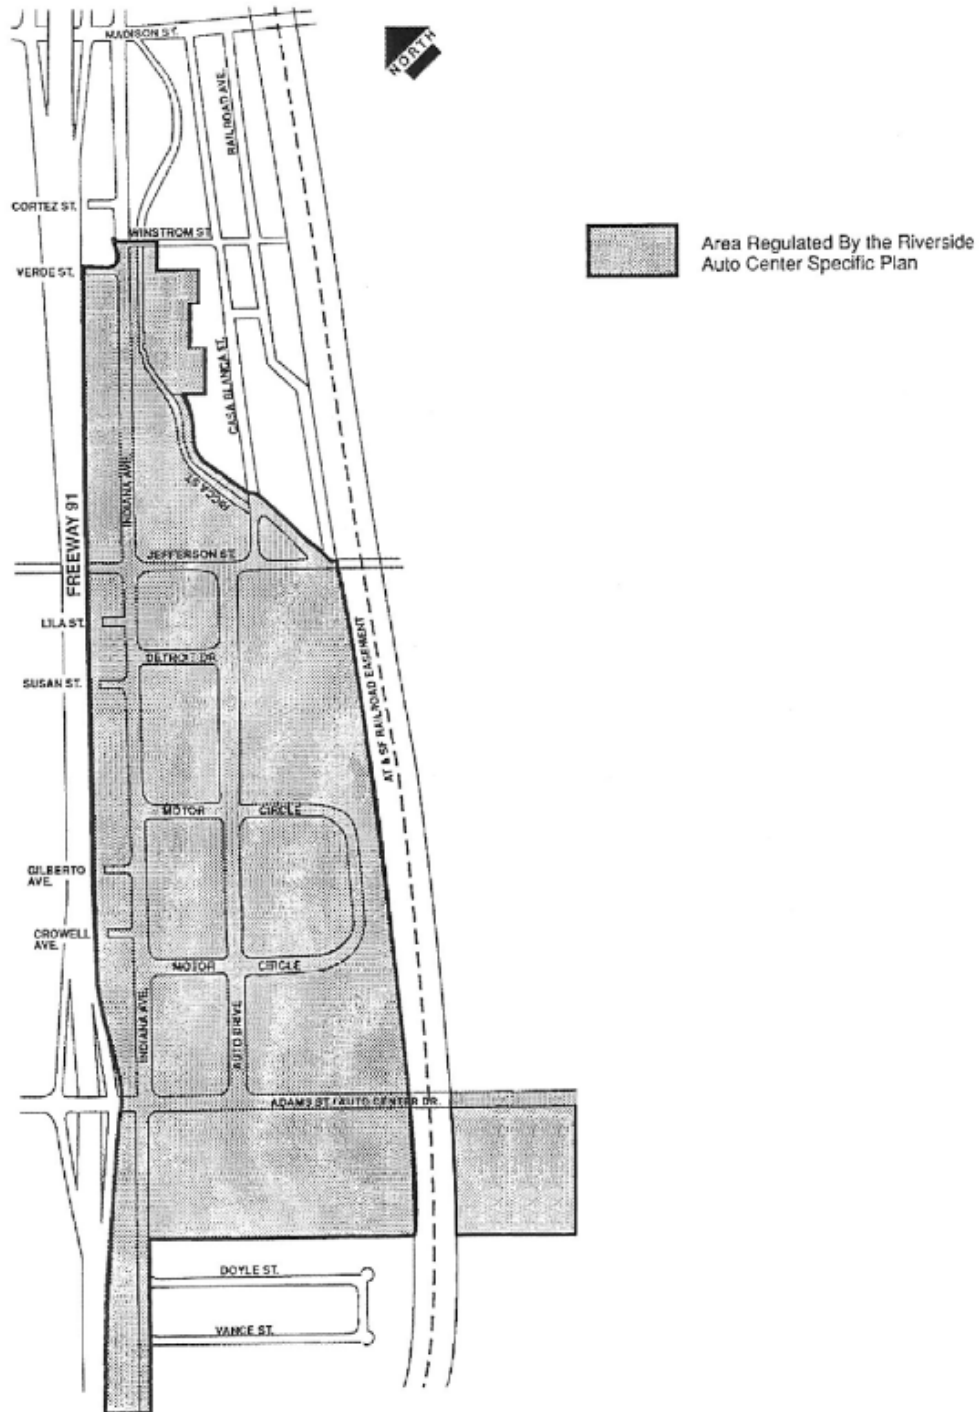 MADISON ST.
NORTH
RAILROAD AVE.
CORTEZ ST.
WINSTROM ST.
VERDE ST.
Area Regulated By the Riverside
Auto Center Specific Plan
CASA BLANCA ST.
INDIANA AVE.
FREEWAY 91
JEFFERSON ST.
LILA ST.
DETROIT DR.
SUSAN ST.
AT & SF RAILROAD EASEMENT
MOTOR CIRCLE
GILBERTO
AVE.
CROWELL
AVE.
MOTOR CIRCLE
INDIANA AVE.
AUTO DRIVE
ADAMS ST./AUTO CENTER DR.
DOYLE ST.
VANCE ST.